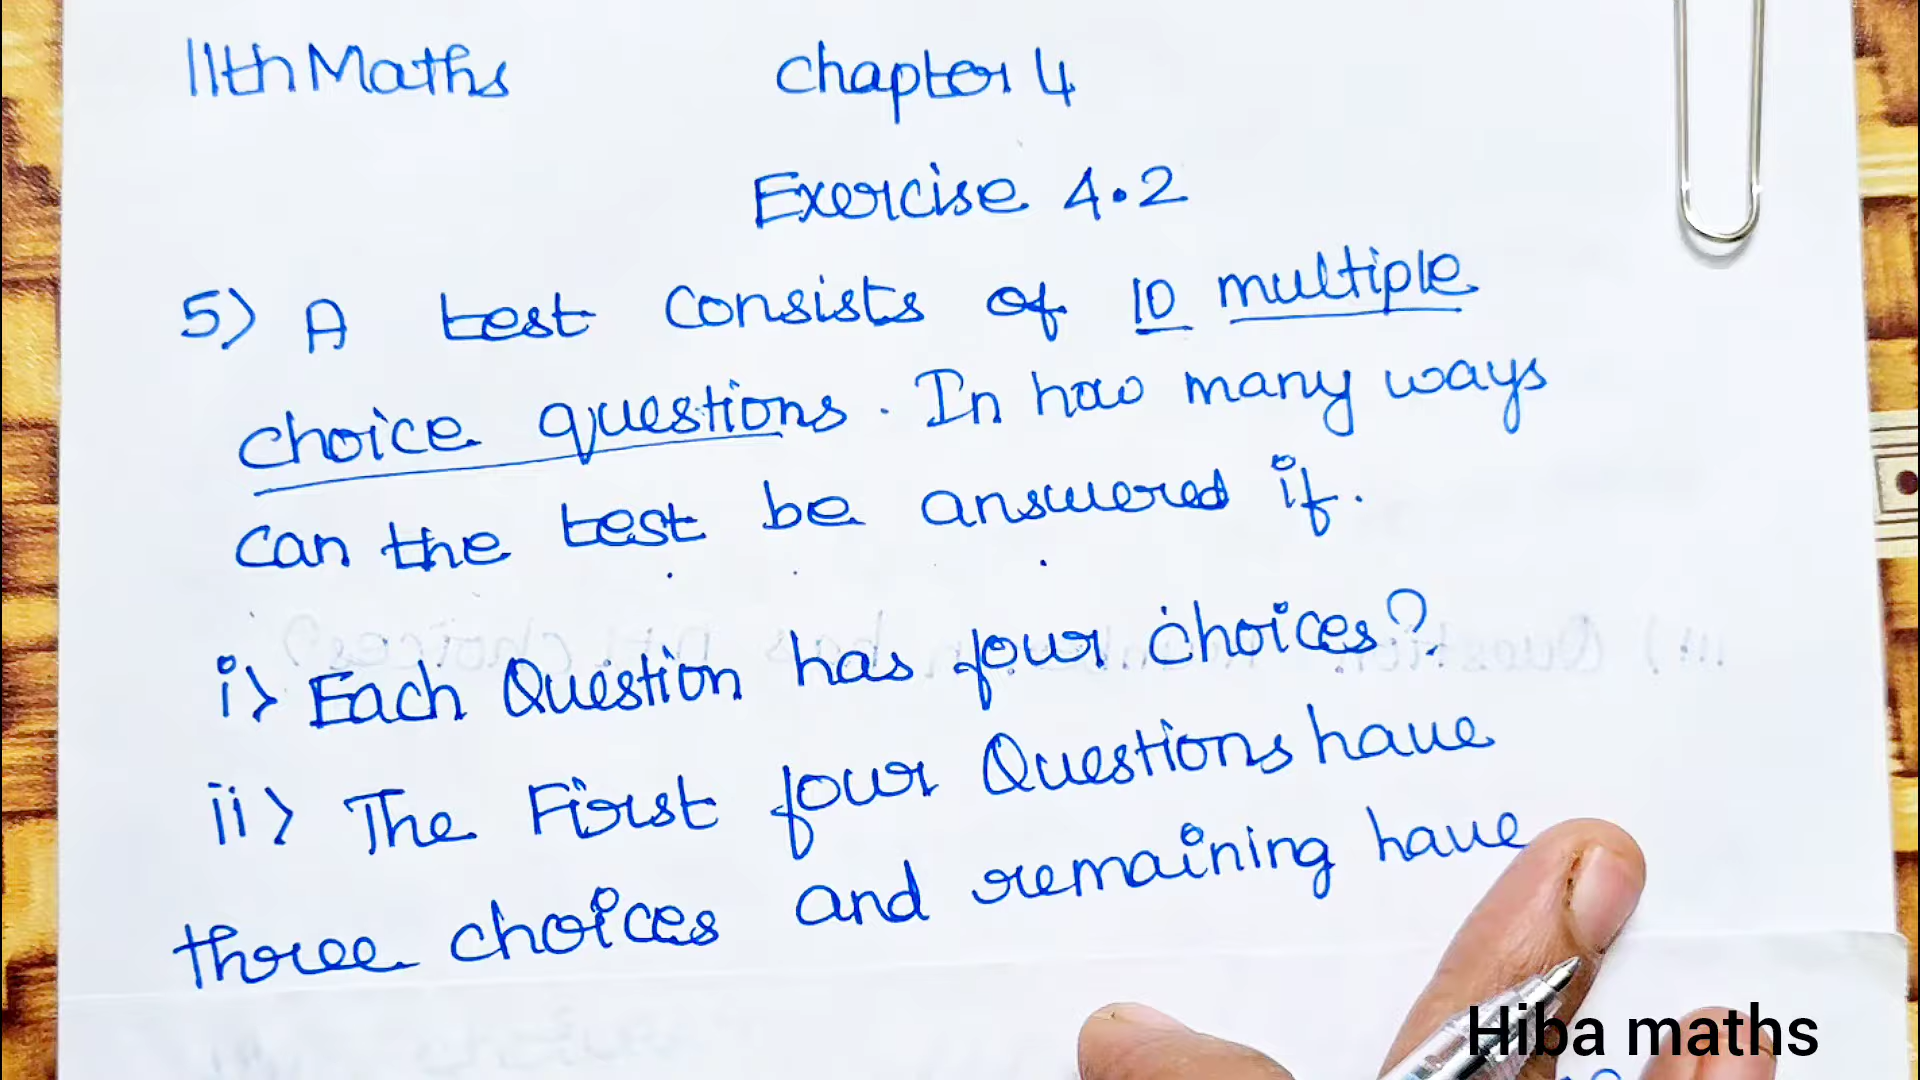 11th Maths Chapter 4
Exercise 4.2
5) A test consists of 10 multiple
choice questions. In how many ways
can the test be answered if.
i) Each Question has four choices?
ii) The First four Questions have
three choices and remaining have
Hiba maths